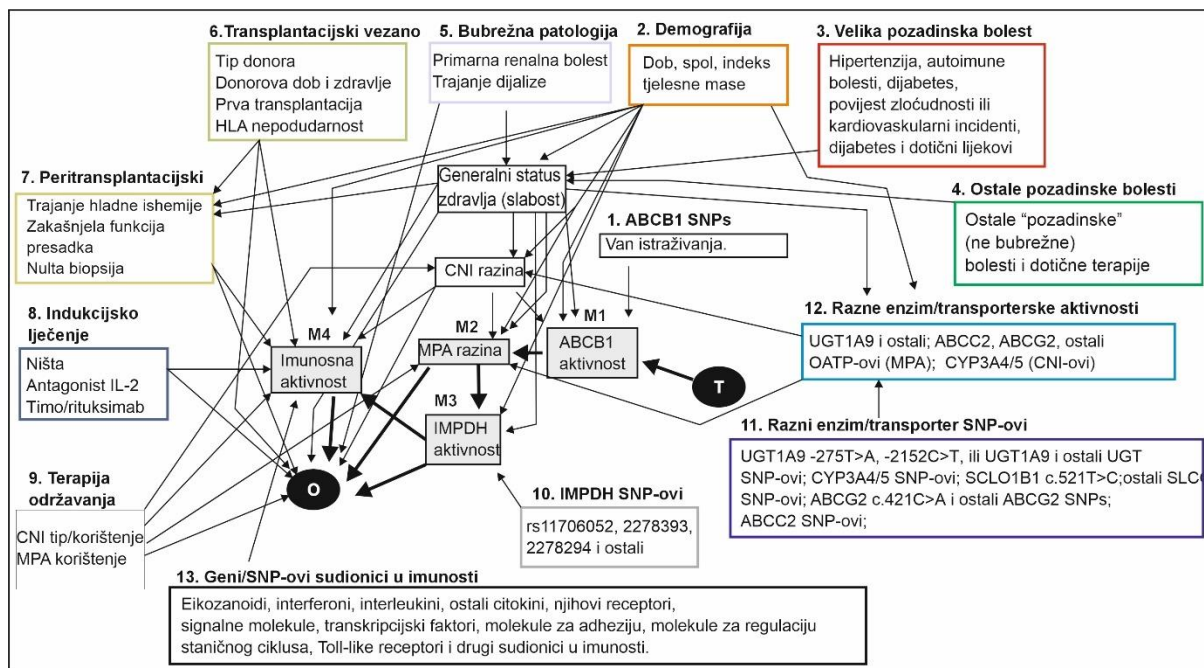 6.Transplantacijski vezano
Tip donora
Donorova dob i zdravlje
Prva transplantacija
HLA nepodudarnost
5. Bubrežna patologija
Primarna renalna bolest
Trajanje dijalize
2. Demografija
Dob, spol, indeks
tjelesne mase
3. Velika pozadinska bolest
Hipertenzija, autoimune
bolesti, dijabetes,
povijest zloćudnosti ili
kardiovaskularni incidenti,
dijabetes i dotični lijekovi
7. Peritransplantacijski
Trajanje hladne ishemije
Zakašnjela funkcija
presadka
Nulta biopsija
Generalni status
zdravlja (slabost)
1. ABCB1 SNPs
Van istraživanja.
4. Ostale pozadinske bolesti
Ostale “pozadinske”
(ne bubrežne)
bolesti i dotične terapije
CNI razina
8. Indukcijsko
lječenje
Ništa
Antagonist IL-2
Timo/rituksimab
M4
Imunosna
aktivnost
M2
MPA razina
M1
ABCB1
aktivnost
T
12. Razne enzim/transporterske aktivnosti
UGT1A9 i ostali; ABCC2, ABCG2, ostali
OATP-ovi (MPA); CYP3A4/5 (CNI-ovi)
M3
IMPDH
aktivnost
O
11. Razni enzim/transporter SNP-ovi
UGT1A9 -275T>A, -2152C>T, ili UGT1A9 i ostali UGT
SNP-ovi; CYP3A4/5 SNP-ovi; SCLO1B1 c.521T>C;ostali SLCO
SNP-ovi; ABCG2 c.421C>A i ostali ABCG2 SNPs;
ABCC2 SNP-ovi;
9. Terapija
održavanja
CNI tip/korištenje
MPA korištenje
10. IMPDH SNP-ovi
rs11706052, 2278393,
2278294 i ostali
13. Geni/SNP-ovi sudionici u imunosti
Eikozanoidi, interferoni, interleukini, ostali citokini, njihovi receptori,
signalne molekule, transkripcijski faktori, molekule za adheziju, molekule za regulaciju
staničnog ciklusa, Toll-like receptori i drugi sudionici u imunosti.